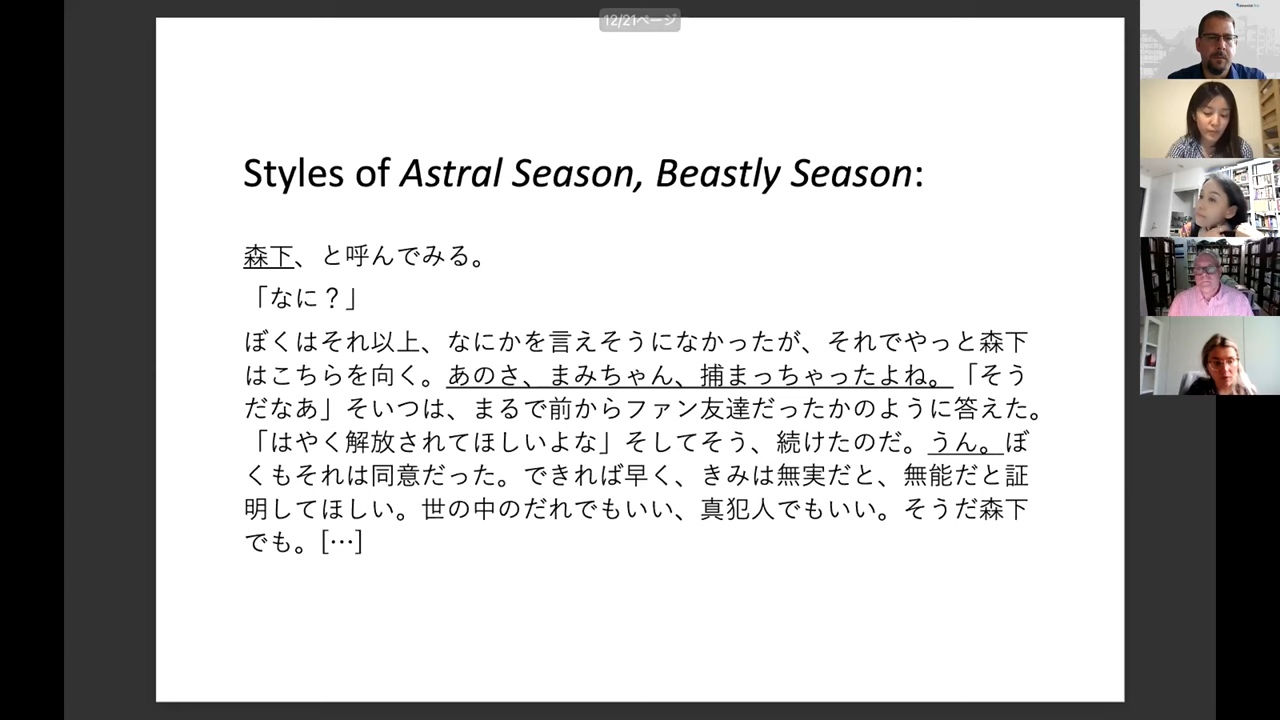 12/21ページ
Styles of Astral Season, Beastly Season:
森下、と呼んでみる。
「なに？」
ぼくはそれ以上、なにかを言えそうになかったが、それでやっと森下
はこちらを向く。あのさ、まみちゃん、捕まっちゃったよね。「そう
だなあ」そいつは、まるで前からファン友達だったかのように答えた。
「はやく解放されてほしいよな」そしてそう、続けたのだ。うん。ぼ
くもそれは同意だった。できれば早く、きみは無実だと、無能だと証
明してほしい。世の中のだれでもいい、真犯人でもいい。そうだ森下
でも。[…]